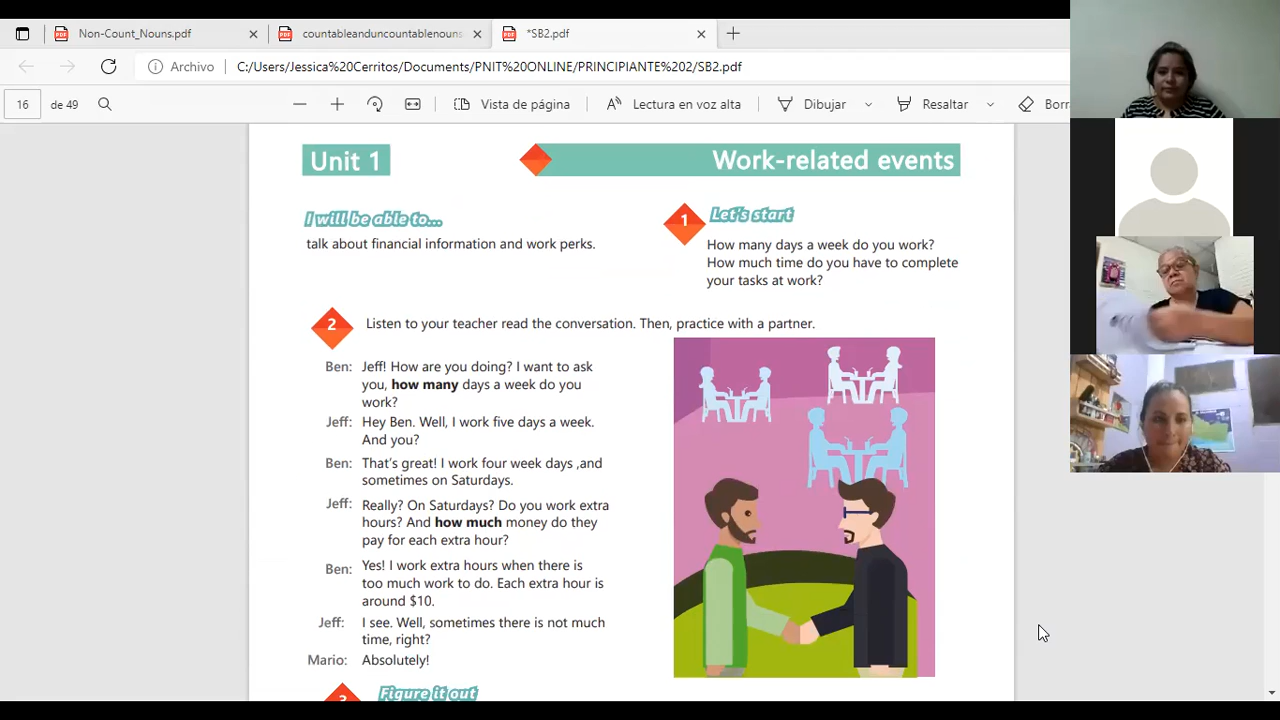 Non-Count_Nouns.pdf
countableanduncountablenouns
*SB2.pdf
Archivo
C:/Users/Jessica%20Cerritos/Documents/PNIT%20ONLINE/PRINCIPIANTE%202/SB2.pdf
16
de 49
Vista de página
Lectura en voz alta
Dibujar
Resaltar
Borra
Unit 1
Work-related events
I will be able to...
talk about financial information and work perks.
1
Let's start
How many days a week do you work?
How much time do you have to complete
your tasks at work?
2
Listen to your teacher read the conversation. Then, practice with a partner.
Ben: Jeff! How are you doing? I want to ask
you, how many days a week do you
work?
Jeff: Hey Ben. Well, I work five days a week.
And you?
Ben: That's great! I work four week days ,and
sometimes on Saturdays.
Jeff: Really? On Saturdays? Do you work extra
hours? And how much money do they
pay for each extra hour?
Ben: Yes! I work extra hours when there is
too much work to do. Each extra hour is
around $10.
Jeff: I see. Well, sometimes there is not much
time, right?
Mario: Absolutely!
3
Figure it out